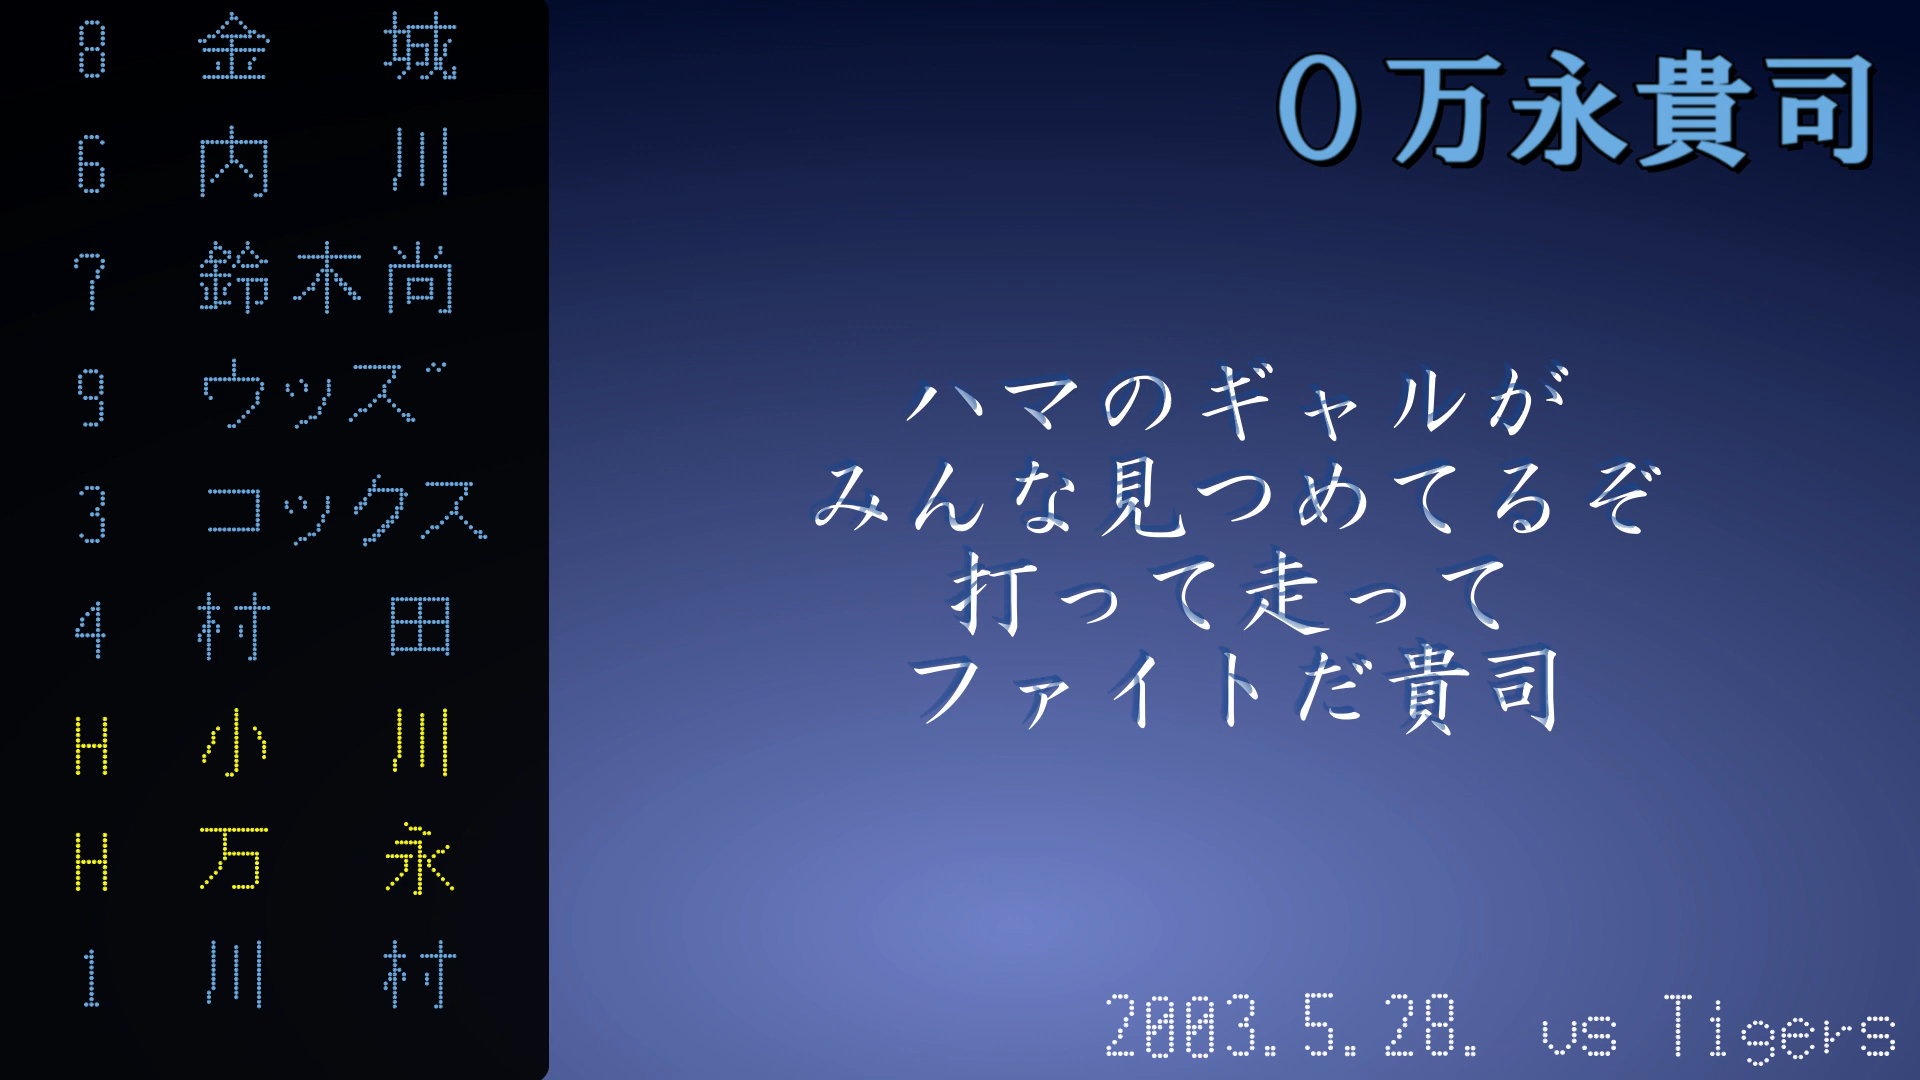 8 金城
6 内川
7 鈴木尚
9 ウッズ
3 コックス
4 村田
H 小川
H 万永
1 川村
0 万永貴司
ハマのギャルが
みんな見つめてるぞ
打って走って
ファイトだ貴司
2003.5.28. vs Tigers